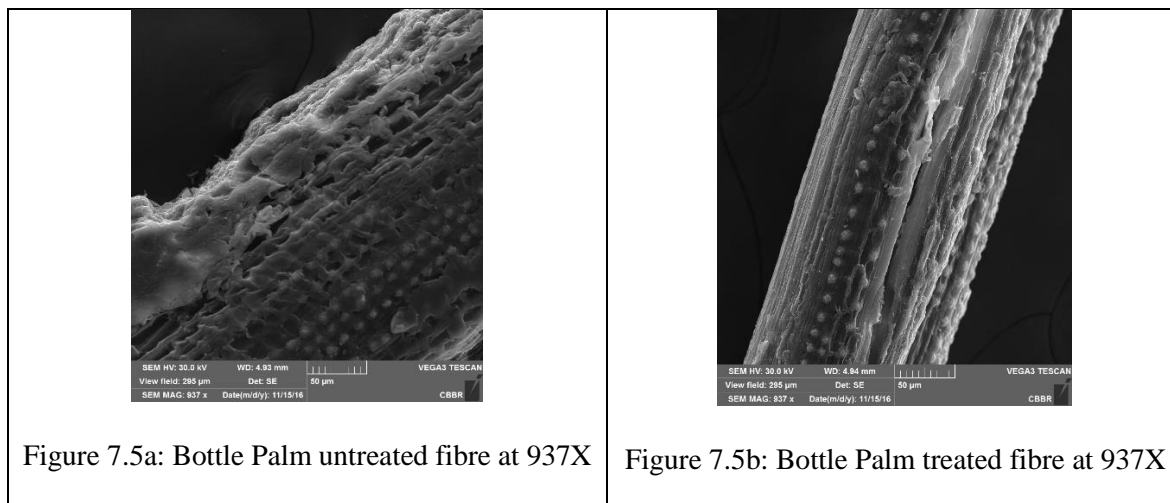 SEM HV: 30.0 kV WD: 4.93 mm VEGA3 TESCAN
View field: 295 µm Det: SE 50 µm
SEM MAG: 937 x Date(m/d/y): 11/15/16 CBBR
Figure 7.5a: Bottle Palm untreated fibre at 937X
SEM HV: 30.0 kV WD: 4.94 mm VEGA3 TESCAN
View field: 295 µm Det: SE 50 µm
SEM MAG: 937 x Date(m/d/y): 11/15/16 CBBR
Figure 7.5b: Bottle Palm treated fibre at 937X